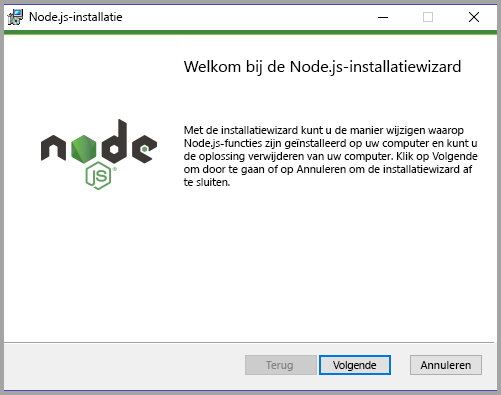 Node.js-installatie
Welkom bij de Node.js-installatiewizard
node
JS
Met de installatiewizard kunt u de manier wijzigen waarop
Node.js-functies zijn geïnstalleerd op uw computer en kunt u
de oplossing verwijderen van uw computer. Klik op Volgende
om door te gaan of op Annuleren om de installatiewizard af
te sluiten.
Terug
Volgende
Annuleren